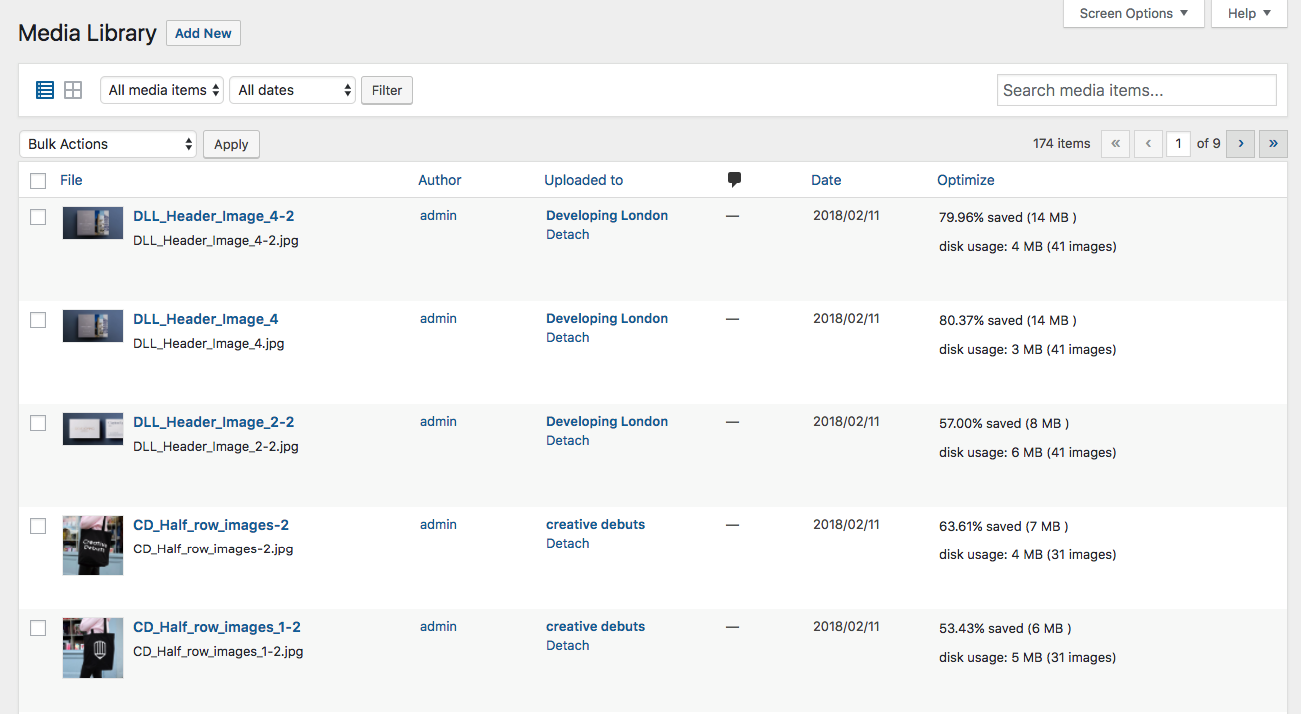 Screen Options ▼ Help ▼
Media Library Add New
All media items All dates Filter Search media items...
Bulk Actions Apply 174 items « ‹ 1 of 9 › »
File Author Uploaded to Date Optimize
DLL_Header_Image_4-2 admin Developing London — 2018/02/11 79.96% saved (14 MB )
DLL_Header_Image_4-2.jpg Detach disk usage: 4 MB (41 images)
DLL_Header_Image_4 admin Developing London — 2018/02/11 80.37% saved (14 MB )
DLL_Header_Image_4.jpg Detach disk usage: 3 MB (41 images)
DLL_Header_Image_2-2 admin Developing London — 2018/02/11 57.00% saved (8 MB )
DLL_Header_Image_2-2.jpg Detach disk usage: 6 MB (41 images)
CD_Half_row_images-2 admin creative debuts — 2018/02/11 63.61% saved (7 MB )
CD_Half_row_images-2.jpg Detach disk usage: 4 MB (31 images)
Creative
Debuts
CD_Half_row_images_1-2 admin creative debuts — 2018/02/11 53.43% saved (6 MB )
CD_Half_row_images_1-2.jpg Detach disk usage: 5 MB (31 images)